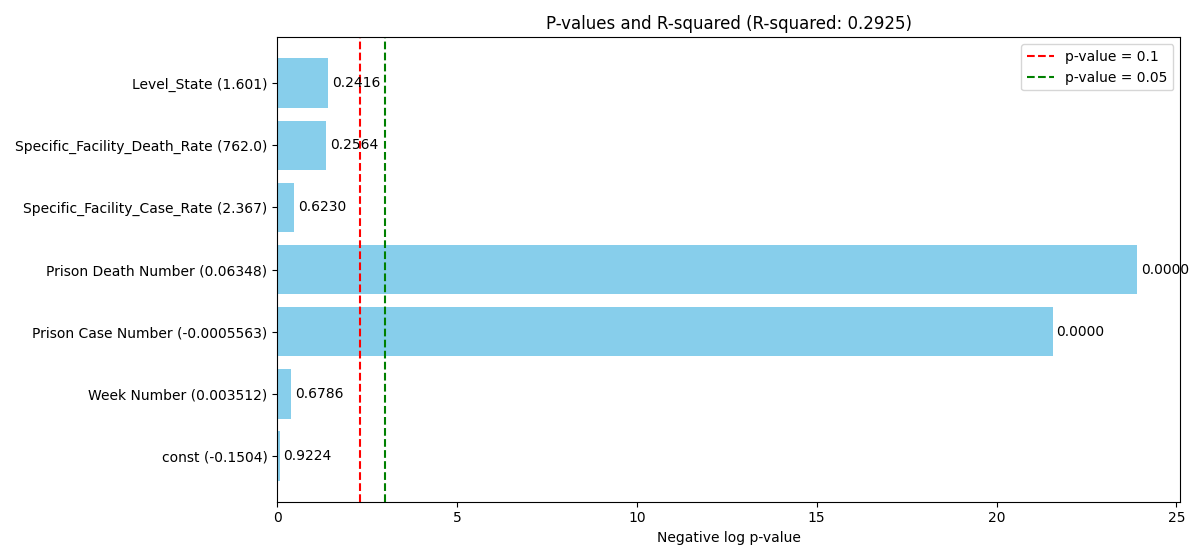 P-values and R-squared (R-squared: 0.2925)
p-value = 0.1
p-value = 0.05
Level_State (1.601)
0.2416
Specific_Facility_Death_Rate (762.0)
0.2564
Specific_Facility_Case_Rate (2.367)
0.6230
Prison Death Number (0.06348)
0.0000
Prison Case Number (-0.0005563)
0.0000
Week Number (0.003512)
0.6786
const (-0.1504)
0.9224
0 5 10 15 20 25
Negative log p-value